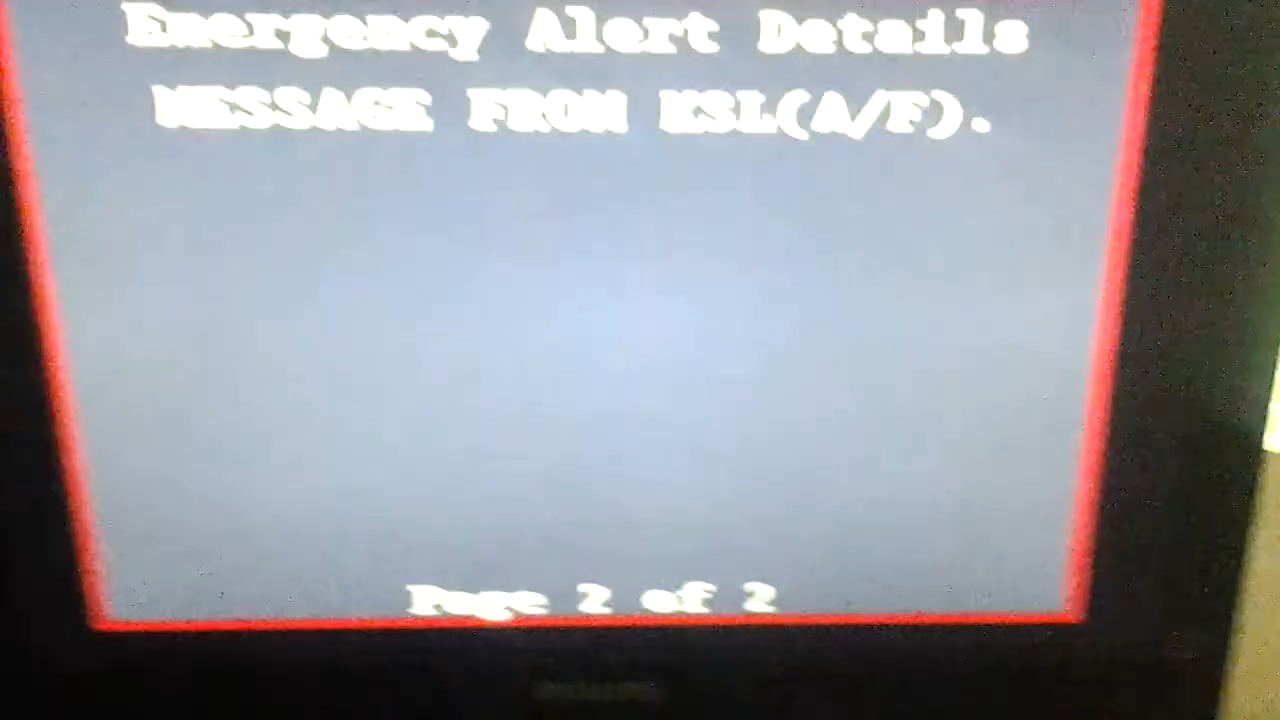 Emergency Alert Details
MESSAGE FROM KSL(A/F).
Page 2 of 2